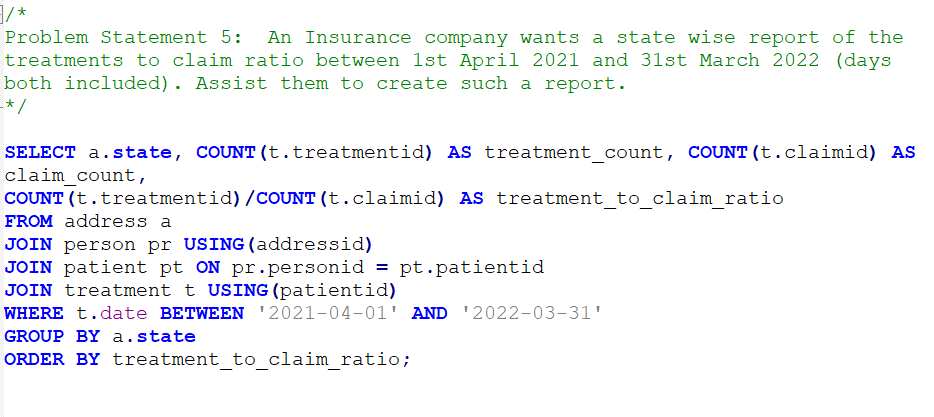 /*
Problem Statement 5:  An Insurance company wants a state wise report of the
treatments to claim ratio between 1st April 2021 and 31st March 2022 (days
both included). Assist them to create such a report.
*/

SELECT a.state, COUNT(t.treatmentid) AS treatment_count, COUNT(t.claimid) AS
claim_count,
COUNT(t.treatmentid)/COUNT(t.claimid) AS treatment_to_claim_ratio
FROM address a
JOIN person pr USING(addressid)
JOIN patient pt ON pr.personid = pt.patientid
JOIN treatment t USING(patientid)
WHERE t.date BETWEEN '2021-04-01' AND '2022-03-31'
GROUP BY a.state
ORDER BY treatment_to_claim_ratio;